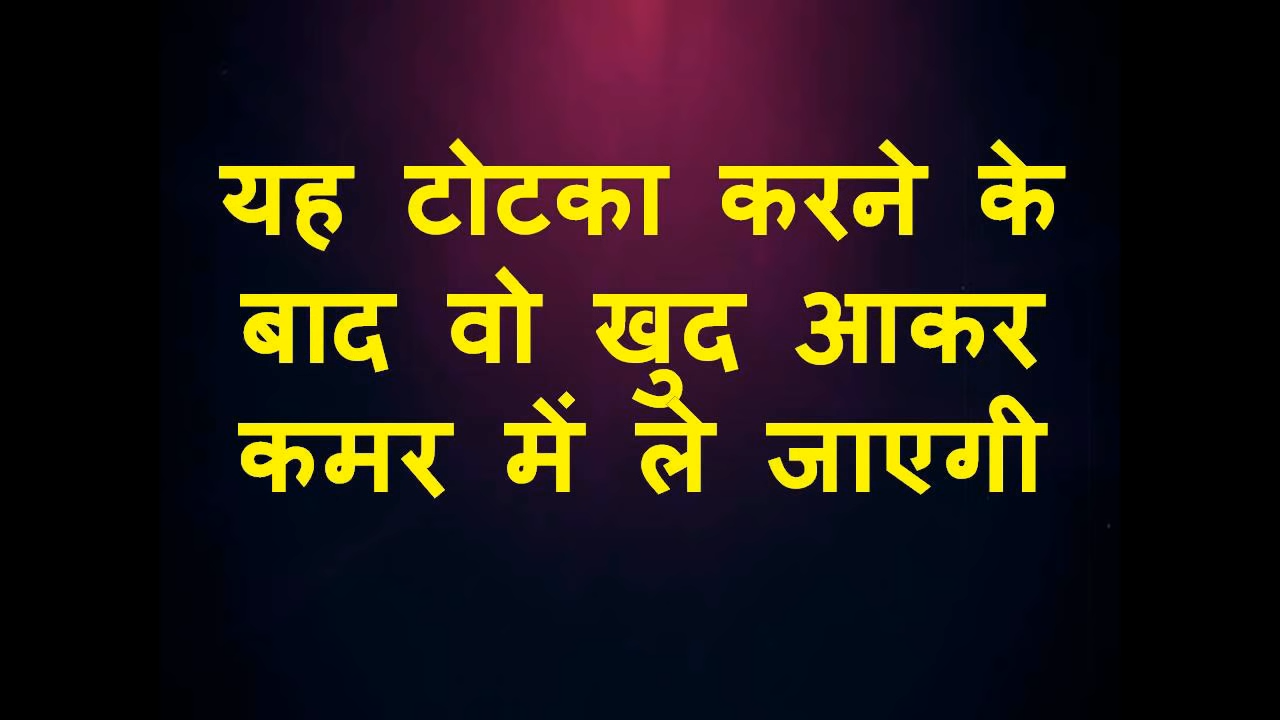 यह टोटका करने के
बाद वो खुद आकर
कमर में ले जाएगी